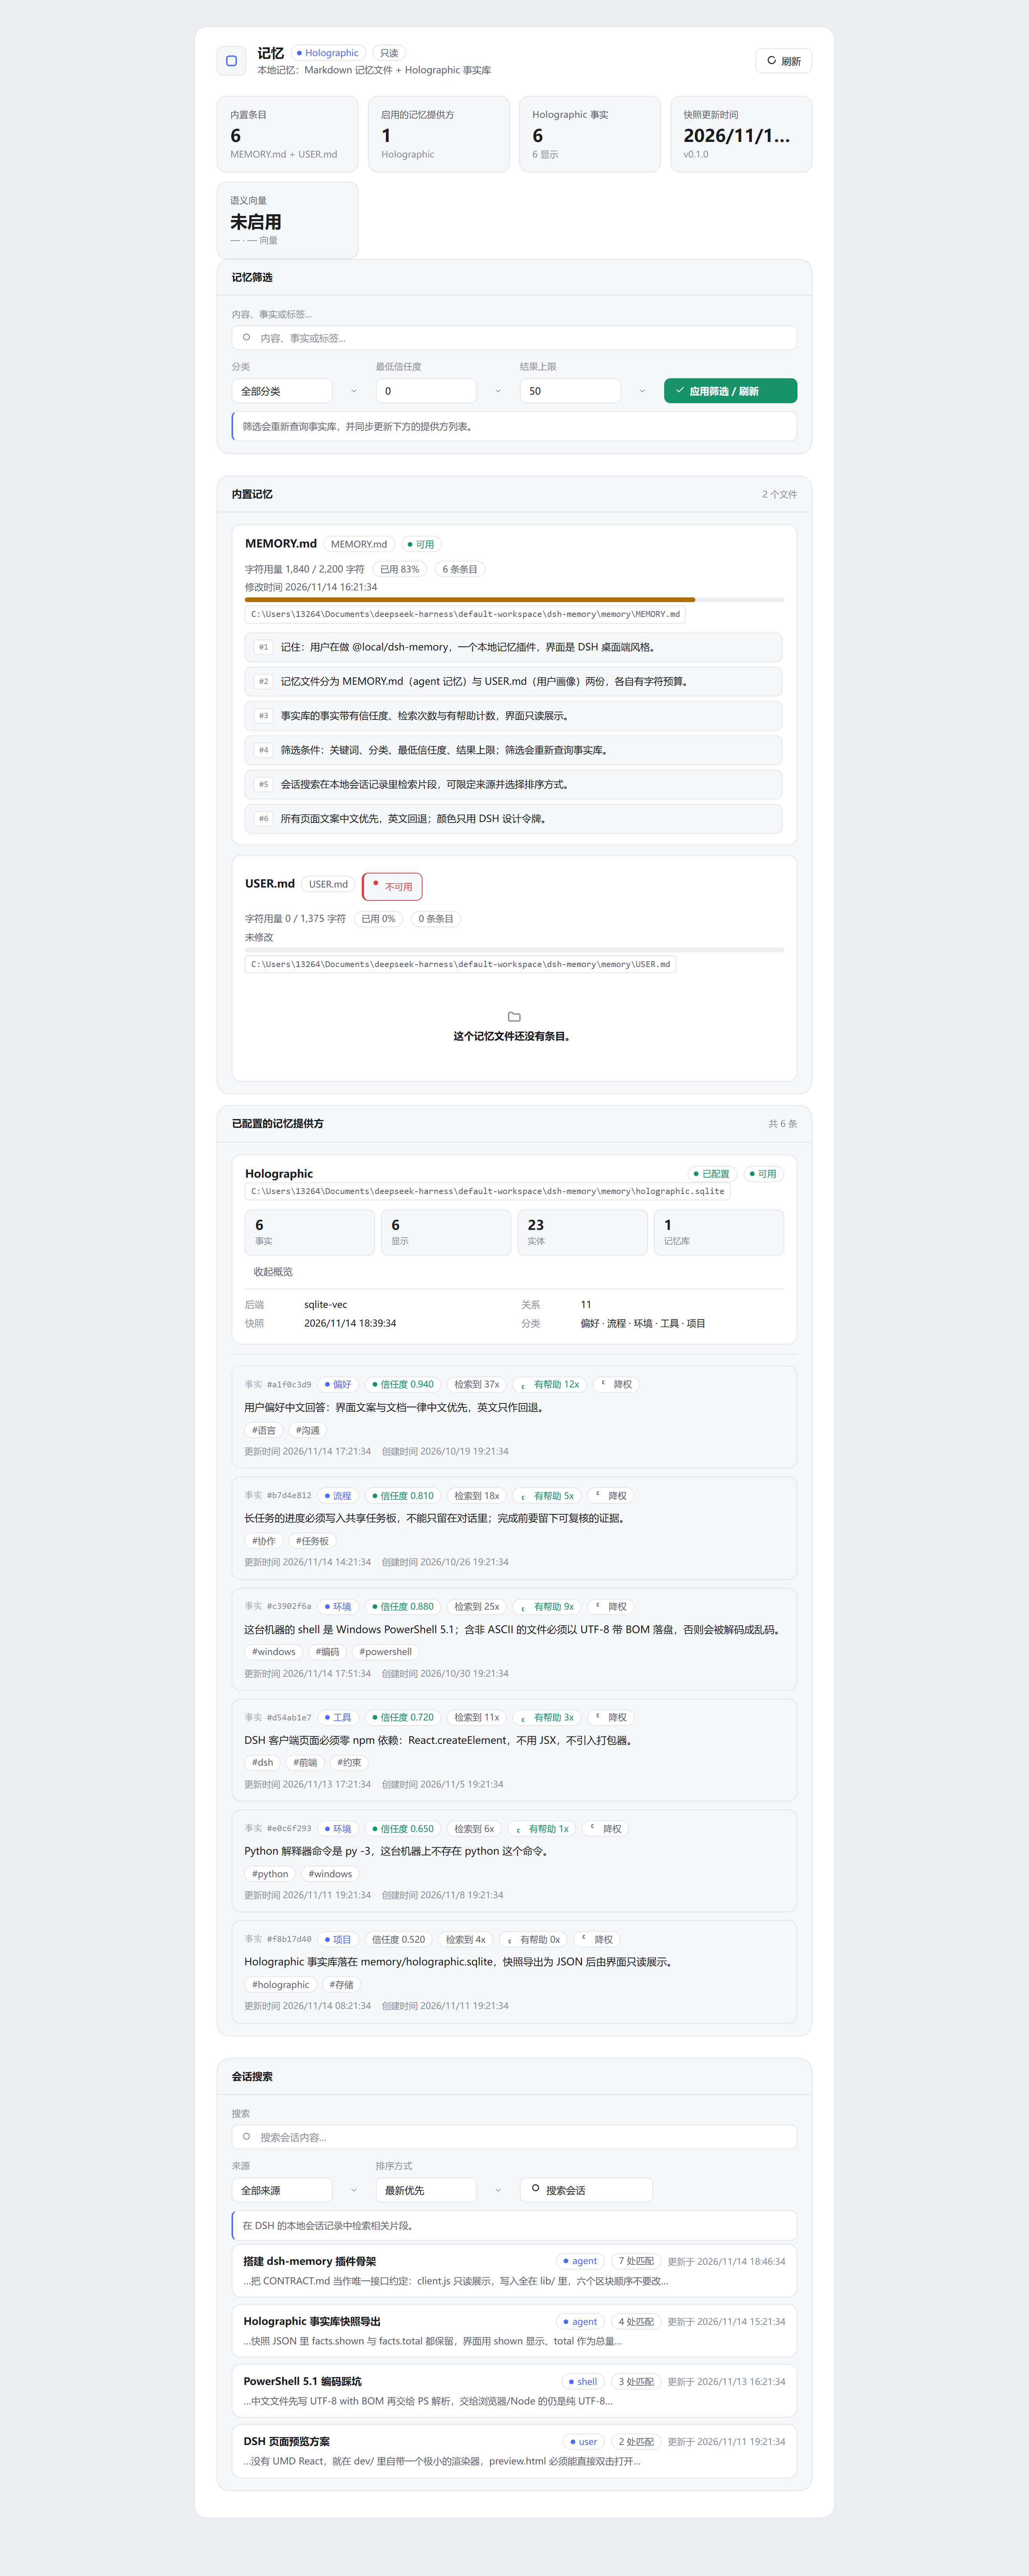 记忆 Holographic 只读
本地记忆：Markdown 记忆文件 + Holographic 事实库
刷新
内置条目
6
MEMORY.md + USER.md
启用的记忆提供方
1
Holographic
Holographic 事实
6
6 显示
快照更新时间
2026/11/1...
v0.1.0
语义向量
未启用
— · — 向量
记忆筛选
内容、事实或标签...
内容、事实或标签...
分类 最低信任度 结果上限
全部分类 0 50 应用筛选 / 刷新
筛选会重新查询事实库，并同步更新下方的提供方列表。
内置记忆 2 个文件
MEMORY.md MEMORY.md 可用
字符用量 1,840 / 2,200 字符 已用 83% 6 条条目
修改时间 2026/11/14 16:21:34
C:\Users\13264\Documents\deepseek-harness\default-workspace\dsh-memory\memory\MEMORY.md
#1 记住：用户在做 @local/dsh-memory，一个本地记忆插件，界面是 DSH 桌面端风格。
#2 记忆文件分为 MEMORY.md（agent 记忆）与 USER.md（用户画像）两份，各自有字符预算。
#3 事实库的事实带有信任度、检索次数与有帮助计数，界面只读展示。
#4 筛选条件：关键词、分类、最低信任度、结果上限；筛选会重新查询事实库。
#5 会话搜索在本地会话记录里检索片段，可限定来源并选择排序方式。
#6 所有页面文案中文优先，英文回退；颜色只用 DSH 设计令牌。
USER.md USER.md 不可用
字符用量 0 / 1,375 字符 已用 0% 0 条条目
未修改
C:\Users\13264\Documents\deepseek-harness\default-workspace\dsh-memory\memory\USER.md
这个记忆文件还没有条目。
已配置的记忆提供方 共 6 条
Holographic 已配置 可用
C:\Users\13264\Documents\deepseek-harness\default-workspace\dsh-memory\memory\holographic.sqlite
6 6 23 1
事实 显示 实体 记忆库
收起概览
后端 sqlite-vec 关系 11
快照 2026/11/14 18:39:34 分类 偏好 · 流程 · 环境 · 工具 · 项目
事实 #a1f0c3d9 偏好 信任度 0.940 检索到 37x 有帮助 12x 降权
用户偏好中文回答：界面文案与文档一律中文优先，英文只作回退。
#语言 #沟通
更新时间 2026/11/14 17:21:34 创建时间 2026/10/19 19:21:34
事实 #b7d4e812 流程 信任度 0.810 检索到 18x 有帮助 5x 降权
长任务的进度必须写入共享任务板，不能只留在对话里；完成前要留下可复核的证据。
#协作 #任务板
更新时间 2026/11/14 14:21:34 创建时间 2026/10/26 19:21:34
事实 #c3902f6a 环境 信任度 0.880 检索到 25x 有帮助 9x 降权
这台机器的 shell 是 Windows PowerShell 5.1；含非 ASCII 的文件必须以 UTF-8 带 BOM 落盘，否则会被解码成乱码。
#windows #编码 #powershell
更新时间 2026/11/14 17:51:34 创建时间 2026/10/30 19:21:34
事实 #d54ab1e7 工具 信任度 0.720 检索到 11x 有帮助 3x 降权
DSH 客户端页面必须零 npm 依赖：React.createElement，不用 JSX，不引入打包器。
#dsh #前端 #约束
更新时间 2026/11/13 17:21:34 创建时间 2026/11/5 19:21:34
事实 #e0c6f293 环境 信任度 0.650 检索到 6x 有帮助 1x 降权
Python 解释器命令是 py -3，这台机器上不存在 python 这个命令。
#python #windows
更新时间 2026/11/11 19:21:34 创建时间 2026/11/8 19:21:34
事实 #f8b17d40 项目 信任度 0.520 检索到 4x 有帮助 0x 降权
Holographic 事实库落在 memory/holographic.sqlite，快照导出为 JSON 后由界面只读展示。
#holographic #存储
更新时间 2026/11/14 08:21:34 创建时间 2026/11/11 19:21:34
会话搜索
搜索
搜索会话内容...
来源 排序方式
全部来源 最新优先 搜索会话
在 DSH 的本地会话记录中检索相关片段。
搭建 dsh-memory 插件骨架 agent 7 处匹配 更新于 2026/11/14 18:46:34
...把 CONTRACT.md 当作唯一接口约定：client.js 只读展示，写入全在 lib/ 里，六个区块顺序不要改...
Holographic 事实库快照导出 agent 4 处匹配 更新于 2026/11/14 15:21:34
...快照 JSON 里 facts.shown 与 facts.total 都保留，界面用 shown 显示、total 作为总量...
PowerShell 5.1 编码踩坑 shell 3 处匹配 更新于 2026/11/13 16:21:34
...中文文件先写 UTF-8 with BOM 再交给 PS 解析，交给浏览器/Node 的仍是纯 UTF-8...
DSH 页面预览方案 user 2 处匹配 更新于 2026/11/11 19:21:34
...没有 UMD React，就在 dev/ 里自带一个极小的渲染器，preview.html 必须能直接双击打开...